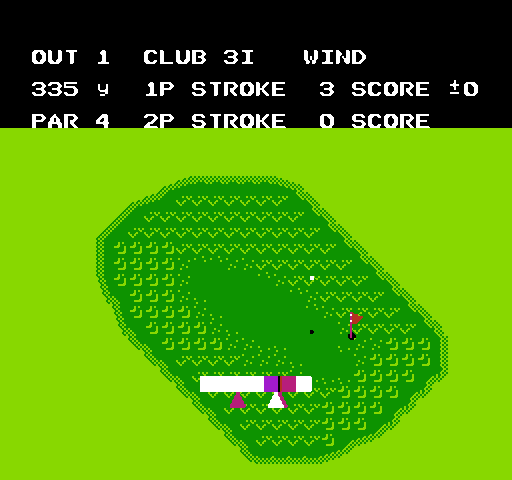 OUT 1 CLUB 3I WIND
335 y 1P STROKE 3 SCORE ±0
PAR 4 2P STROKE 0 SCORE